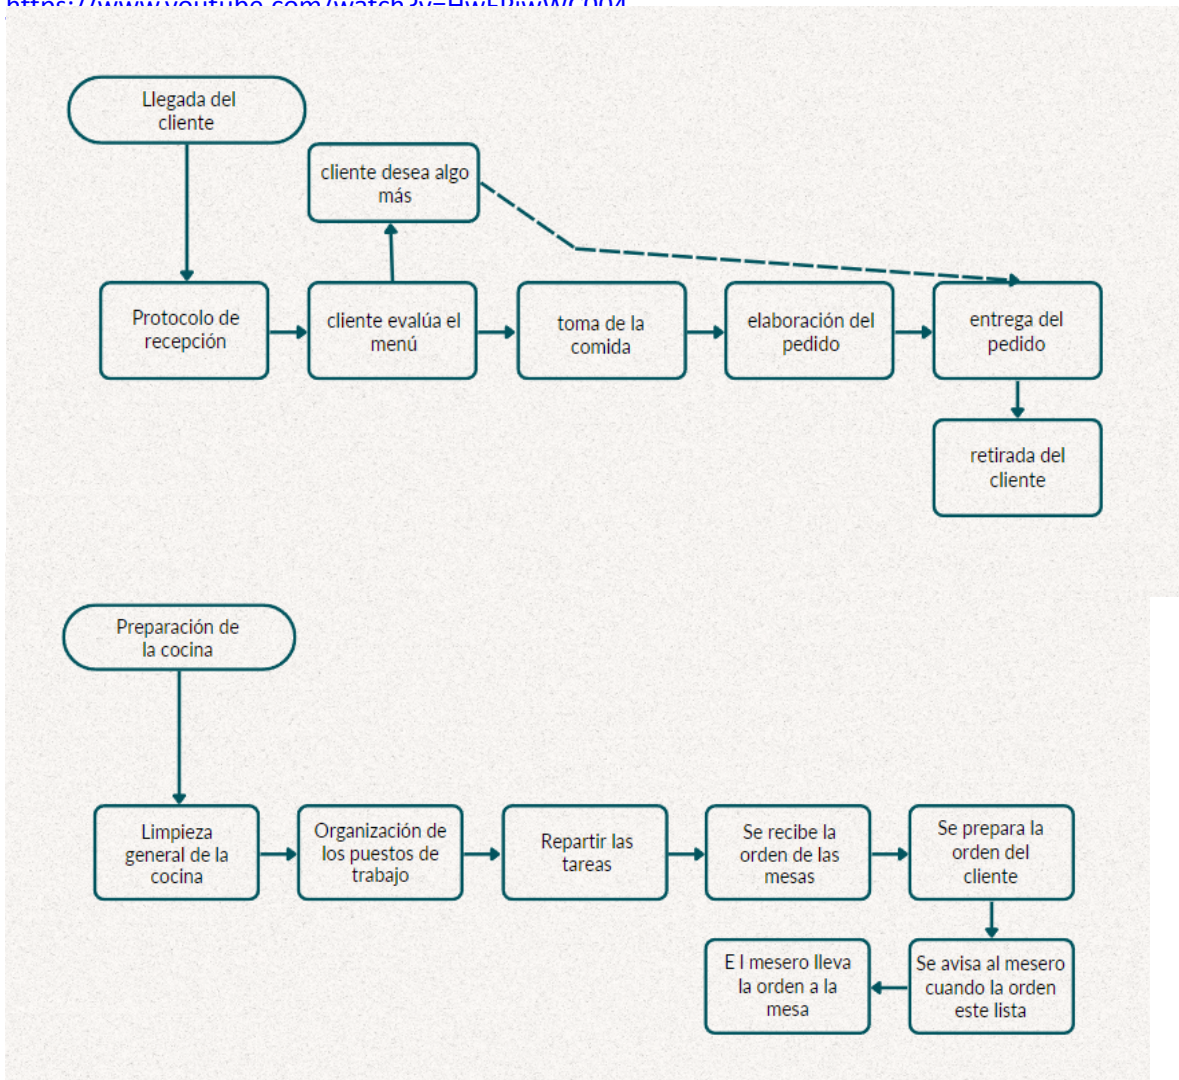 Llegada del
cliente
cliente desea algo
más
Protocolo de
recepción
cliente evalúa el
menú
toma de la
comida
elaboración del
pedido
entrega del
pedido
retirada del
cliente
Preparación de
la cocina
Limpieza
general de la
cocina
Organización de
los puestos de
trabajo
Repartir las
tareas
Se recibe la
orden de las
mesas
Se prepara la
orden del
cliente
Se avisa al mesero
cuando la orden
este lista
E l mesero lleva
la orden a la
mesa